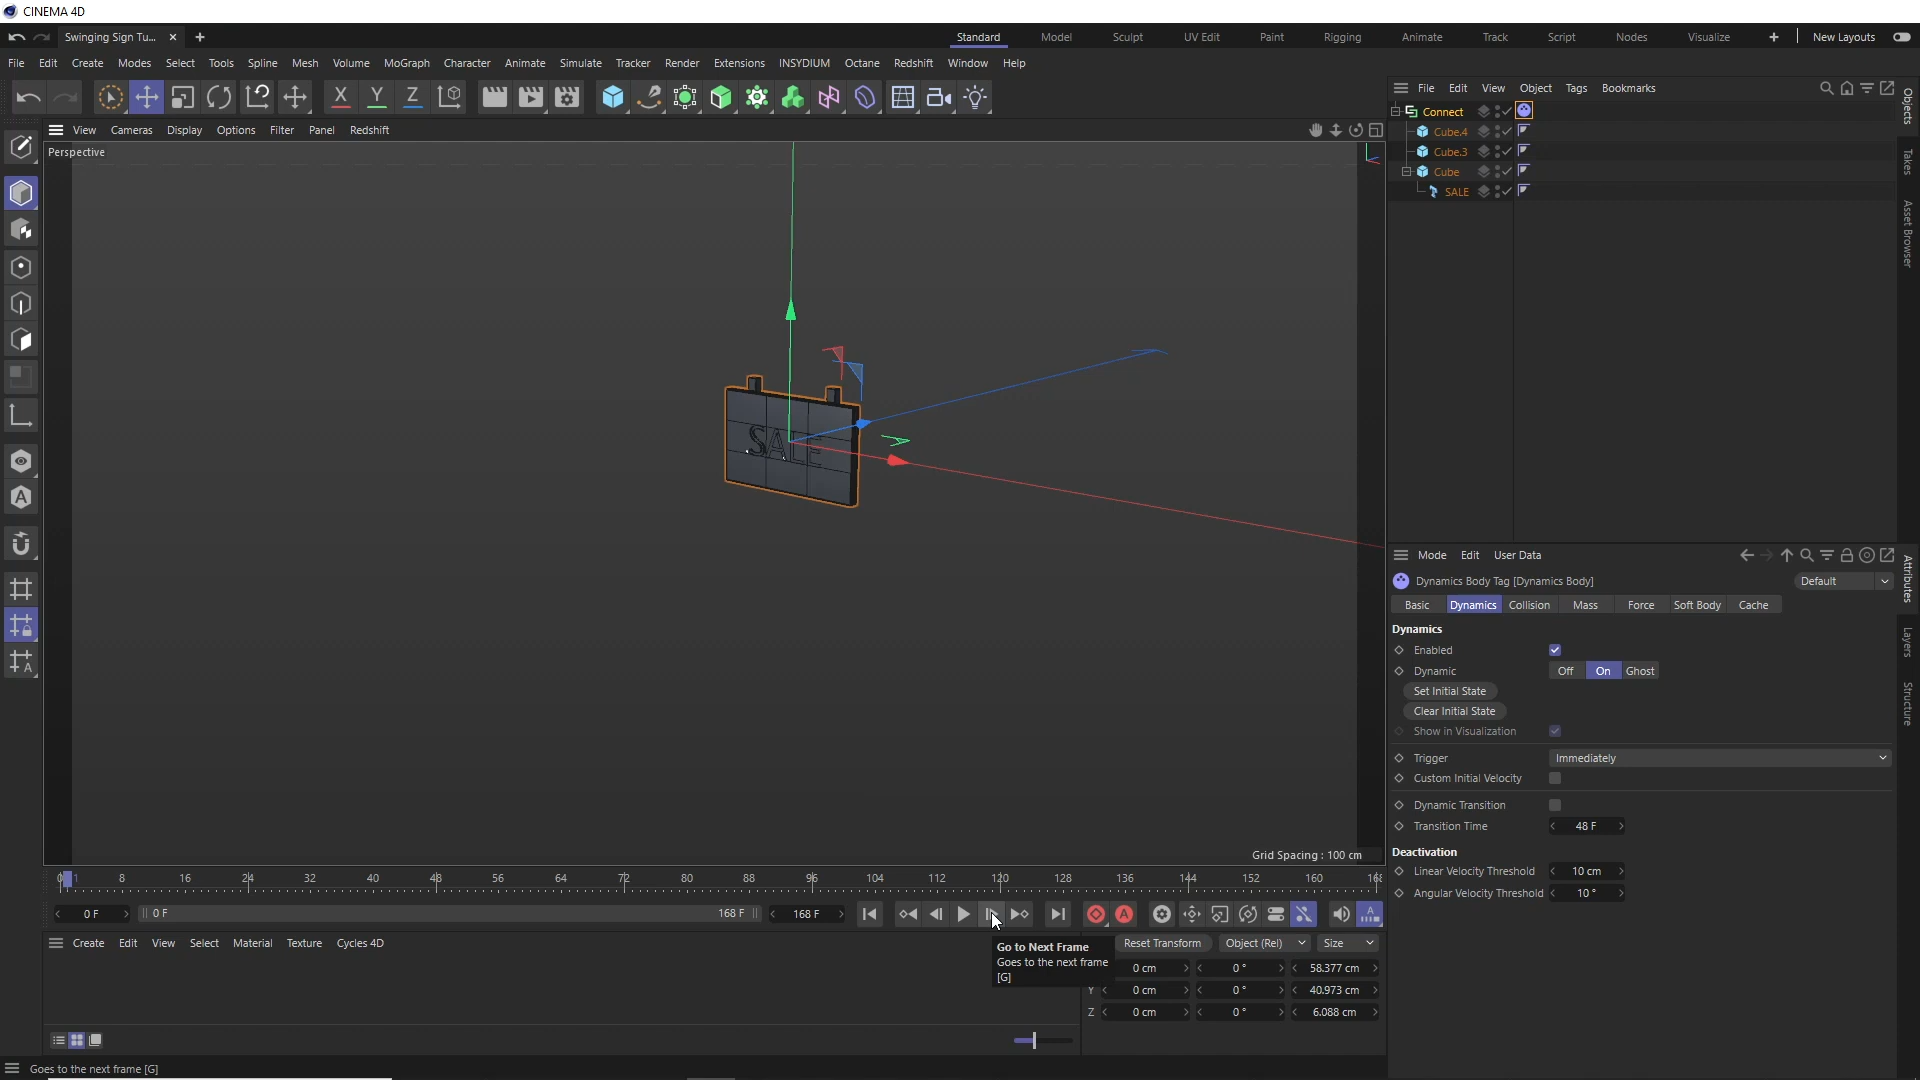 CINEMA 4D
Swinging Sign Tu...
Standard Model Sculpt UV Edit Paint Rigging Animate Track Script Nodes Visualize New Layouts
File Edit Create Modes Select Tools Spline Mesh Volume MoGraph Character Animate Simulate Tracker Render Extensions INSYDIUM Octane Redshift Window Help
X Y Z
File Edit View Object Tags Bookmarks
View Cameras Display Options Filter Panel Redshift
Perspective
Connect
Cube.4
Cube.3
Cube
SALE
Objects
Takes
Asset Browser
SALE
Grid Spacing : 100 cm
Mode Edit User Data
Dynamics Body Tag [Dynamics Body]
Default
Basic Dynamics Collision Mass Force Soft Body Cache
Dynamics
Enabled
Dynamic Off On Ghost
Set Initial State
Clear Initial State
Show in Visualization
Trigger Immediately
Custom Initial Velocity
Dynamic Transition
Transition Time 48 F
Deactivation
Linear Velocity Threshold 10 cm
Angular Velocity Threshold 10 °
Attributes
Layers
Structure
1 8 16 24 32 40 48 56 64 72 80 88 96 104 112 120 128 136 144 152 160
0 F 0 F 168 F 168 F
Create Edit View Select Material Texture Cycles 4D
Go to Next Frame
Goes to the next frame
[G]
Reset Transform Object (Rel) Size
0 cm 0 ° 58.377 cm
Y 0 cm 0 ° 40.973 cm
Z 0 cm 0 ° 6.088 cm
Goes to the next frame [G]